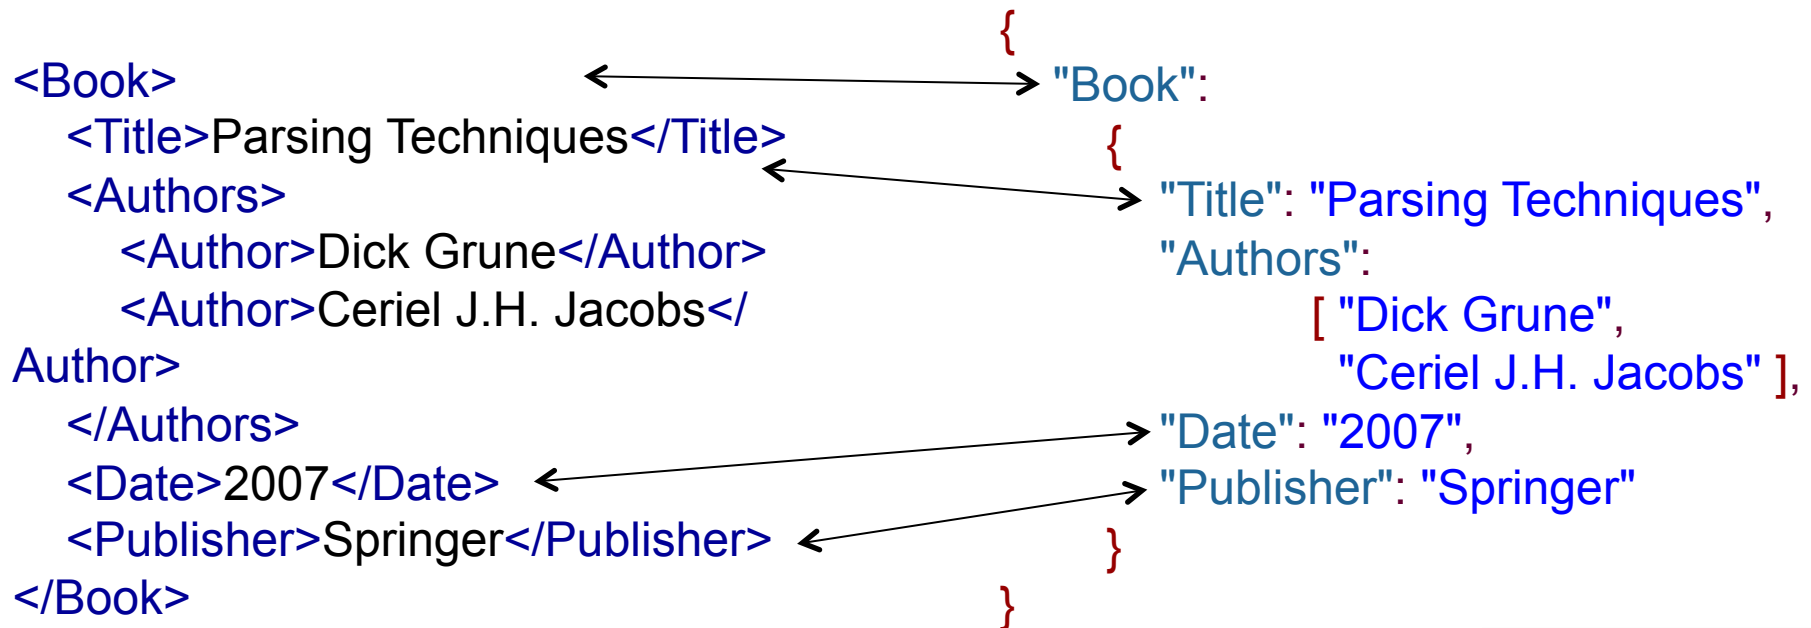 <Book>
<Title>Parsing Techniques</Title>
<Authors>
<Author>Dick Grune</Author>
<Author>Ceriel J.H. Jacobs</
Author>
</Authors>
<Date>2007</Date>
<Publisher>Springer</Publisher>
</Book>
{
"Book":
{
"Title": "Parsing Techniques",
"Authors":
[ "Dick Grune",
"Ceriel J.H. Jacobs" ],
"Date": "2007",
"Publisher": "Springer"
}
}